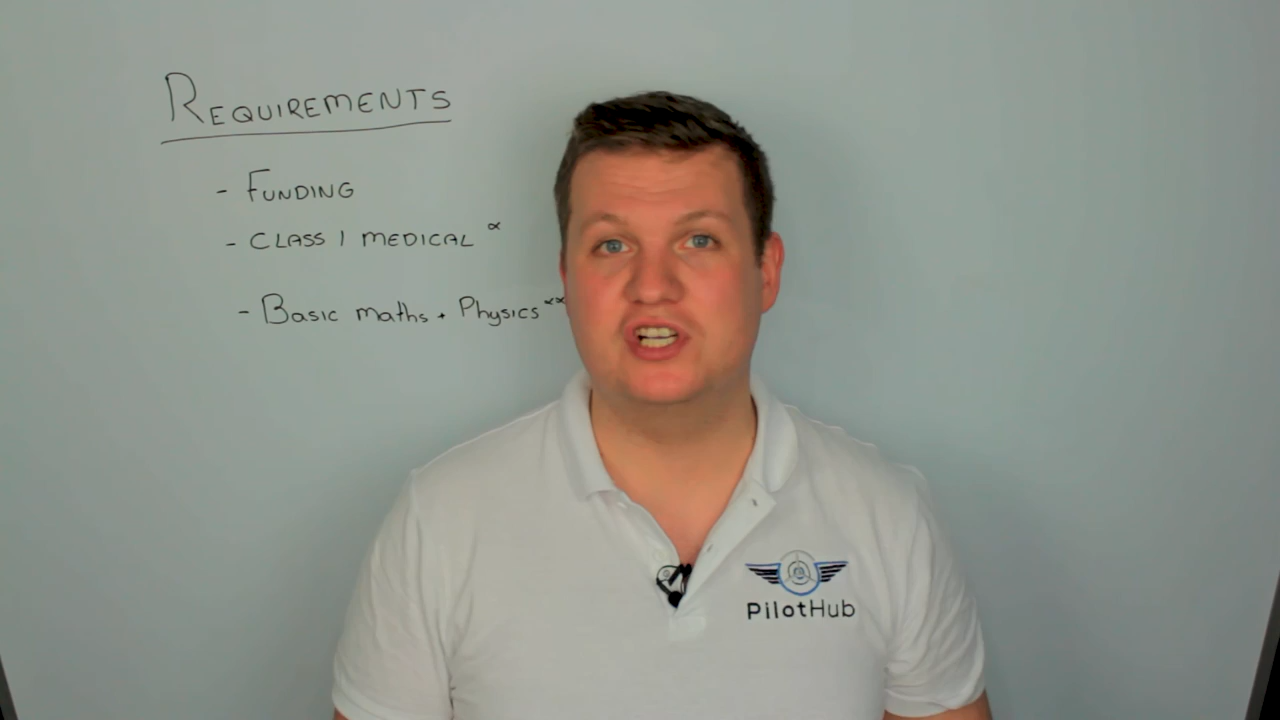 REQUIREMENTS
- FUNDING
- CLASS 1 MEDICAL *
- Basic maths + Physics **
PilotHub